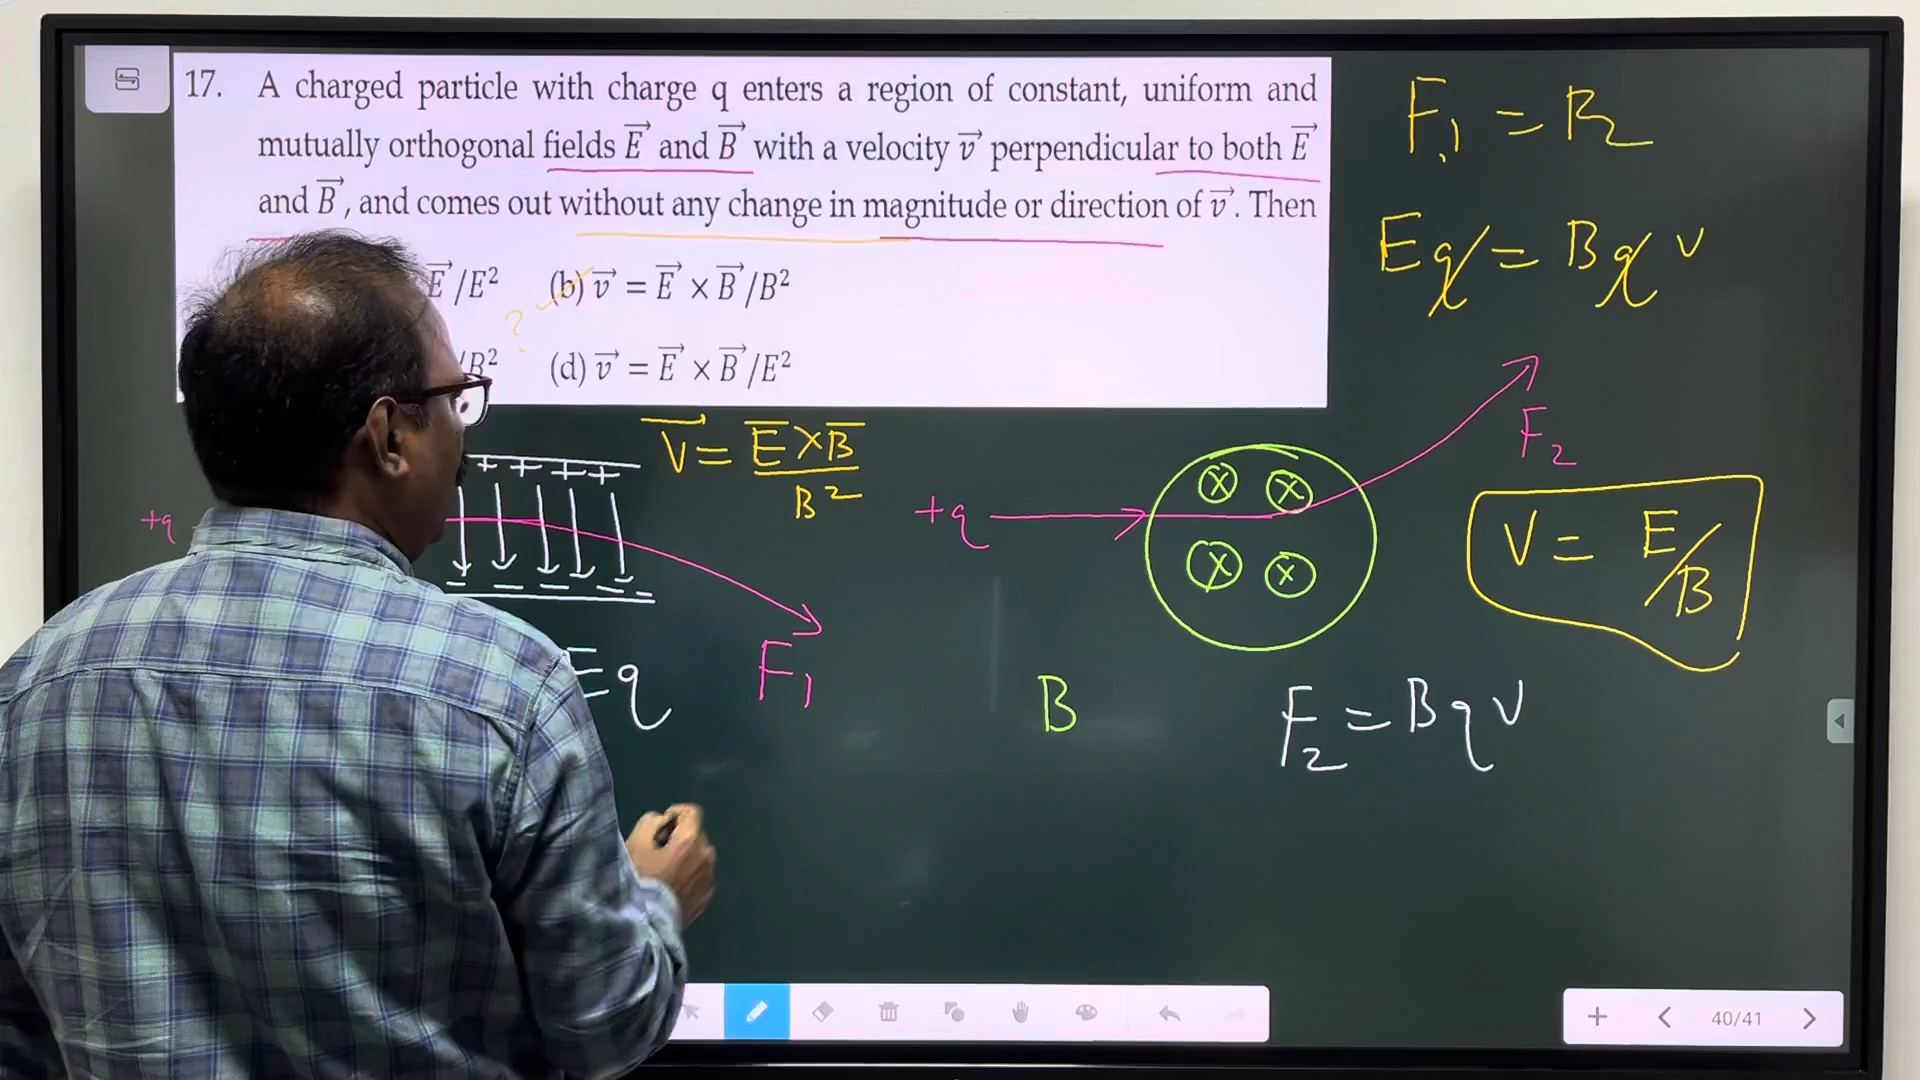 17. A charged particle with charge q enters a region of constant, uniform and
mutually orthogonal fields E⃗ and B⃗ with a velocity v⃗ perpendicular to both E⃗
and B⃗, and comes out without any change in magnitude or direction of v⃗. Then
E⃗/E² (b) v⃗ = E⃗ × B⃗/B²
?
/B² (d) v⃗ = E⃗ × B⃗/E²
F₁ = F₂
Eq = Bqv
V⃗ = E̅×B̅
B²
+ + + +
+q
F₁
Eq
+q
x x
x x
F₂
B
V = E/B
F₂ = BqV
40/41